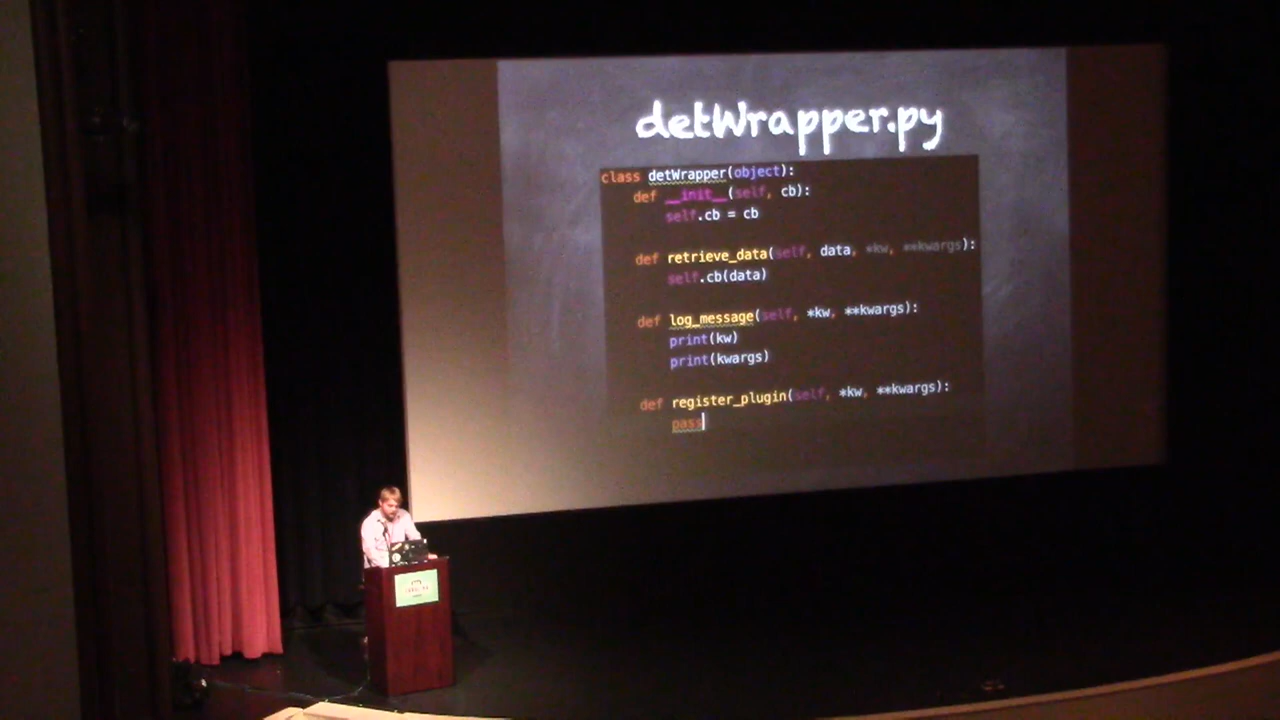 detWrapper.py
class detWrapper(object):
    def __init__(self, cb):
        self.cb = cb
    def retrieve_data(self, data, *kw, **kwargs):
        self.cb(data)
    def log_message(self, *kw, **kwargs):
        print(kw)
        print(kwargs)
    def register_plugin(self, *kw, **kwargs):
        pass